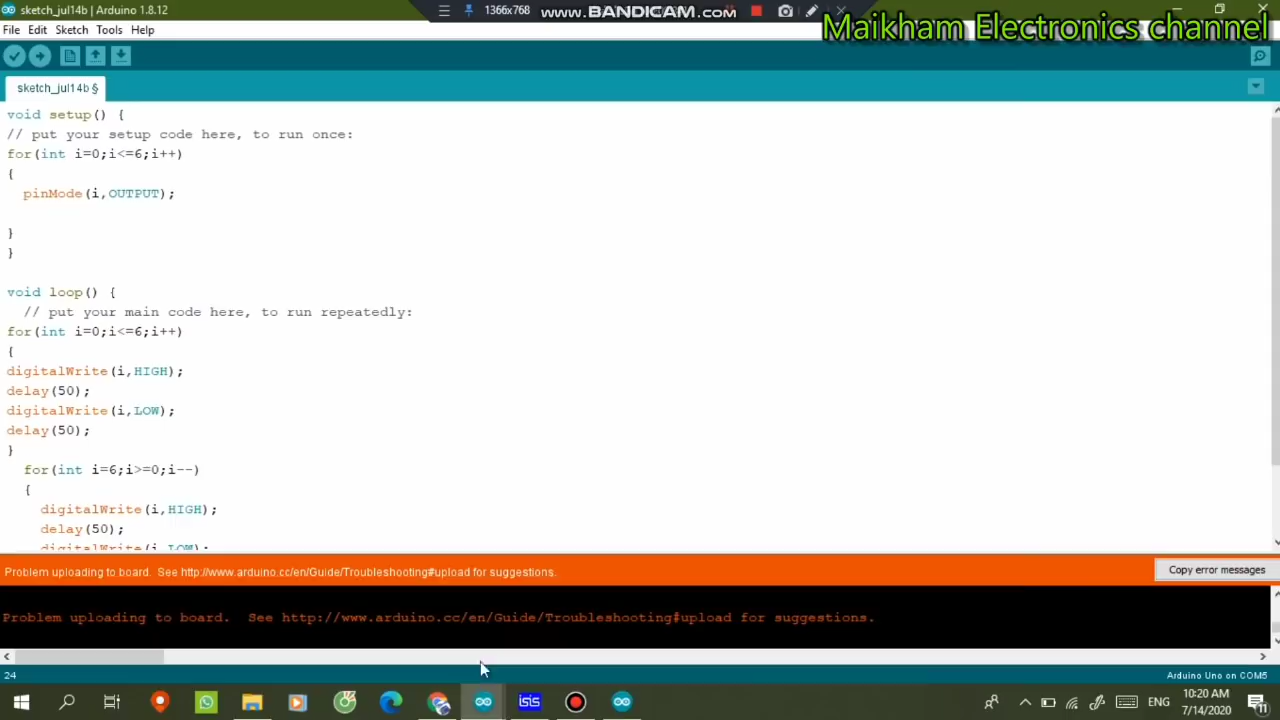 sketch_jul14b | Arduino 1.8.12
1366x768
www.BANDICAM.com
Maikham Electronics channel
File Edit Sketch Tools Help
sketch_jul14b §
void setup() {
// put your setup code here, to run once:
for(int i=0;i<=6;i++)
{
pinMode(i,OUTPUT);
}
}
void loop() {
// put your main code here, to run repeatedly:
for(int i=0;i<=6;i++)
{
digitalWrite(i,HIGH);
delay(50);
digitalWrite(i,LOW);
delay(50);
}
for(int i=6;i>=0;i--)
{
digitalWrite(i,HIGH);
delay(50);
digitalWrite(i,LOW);
Problem uploading to board. See http://www.arduino.cc/en/Guide/Troubleshooting#upload for suggestions.
Copy error messages
Problem uploading to board. See http://www.arduino.cc/en/Guide/Troubleshooting#upload for suggestions.
24
Arduino Uno on COM5
isis
ENG
10:20 AM
7/14/2020
11